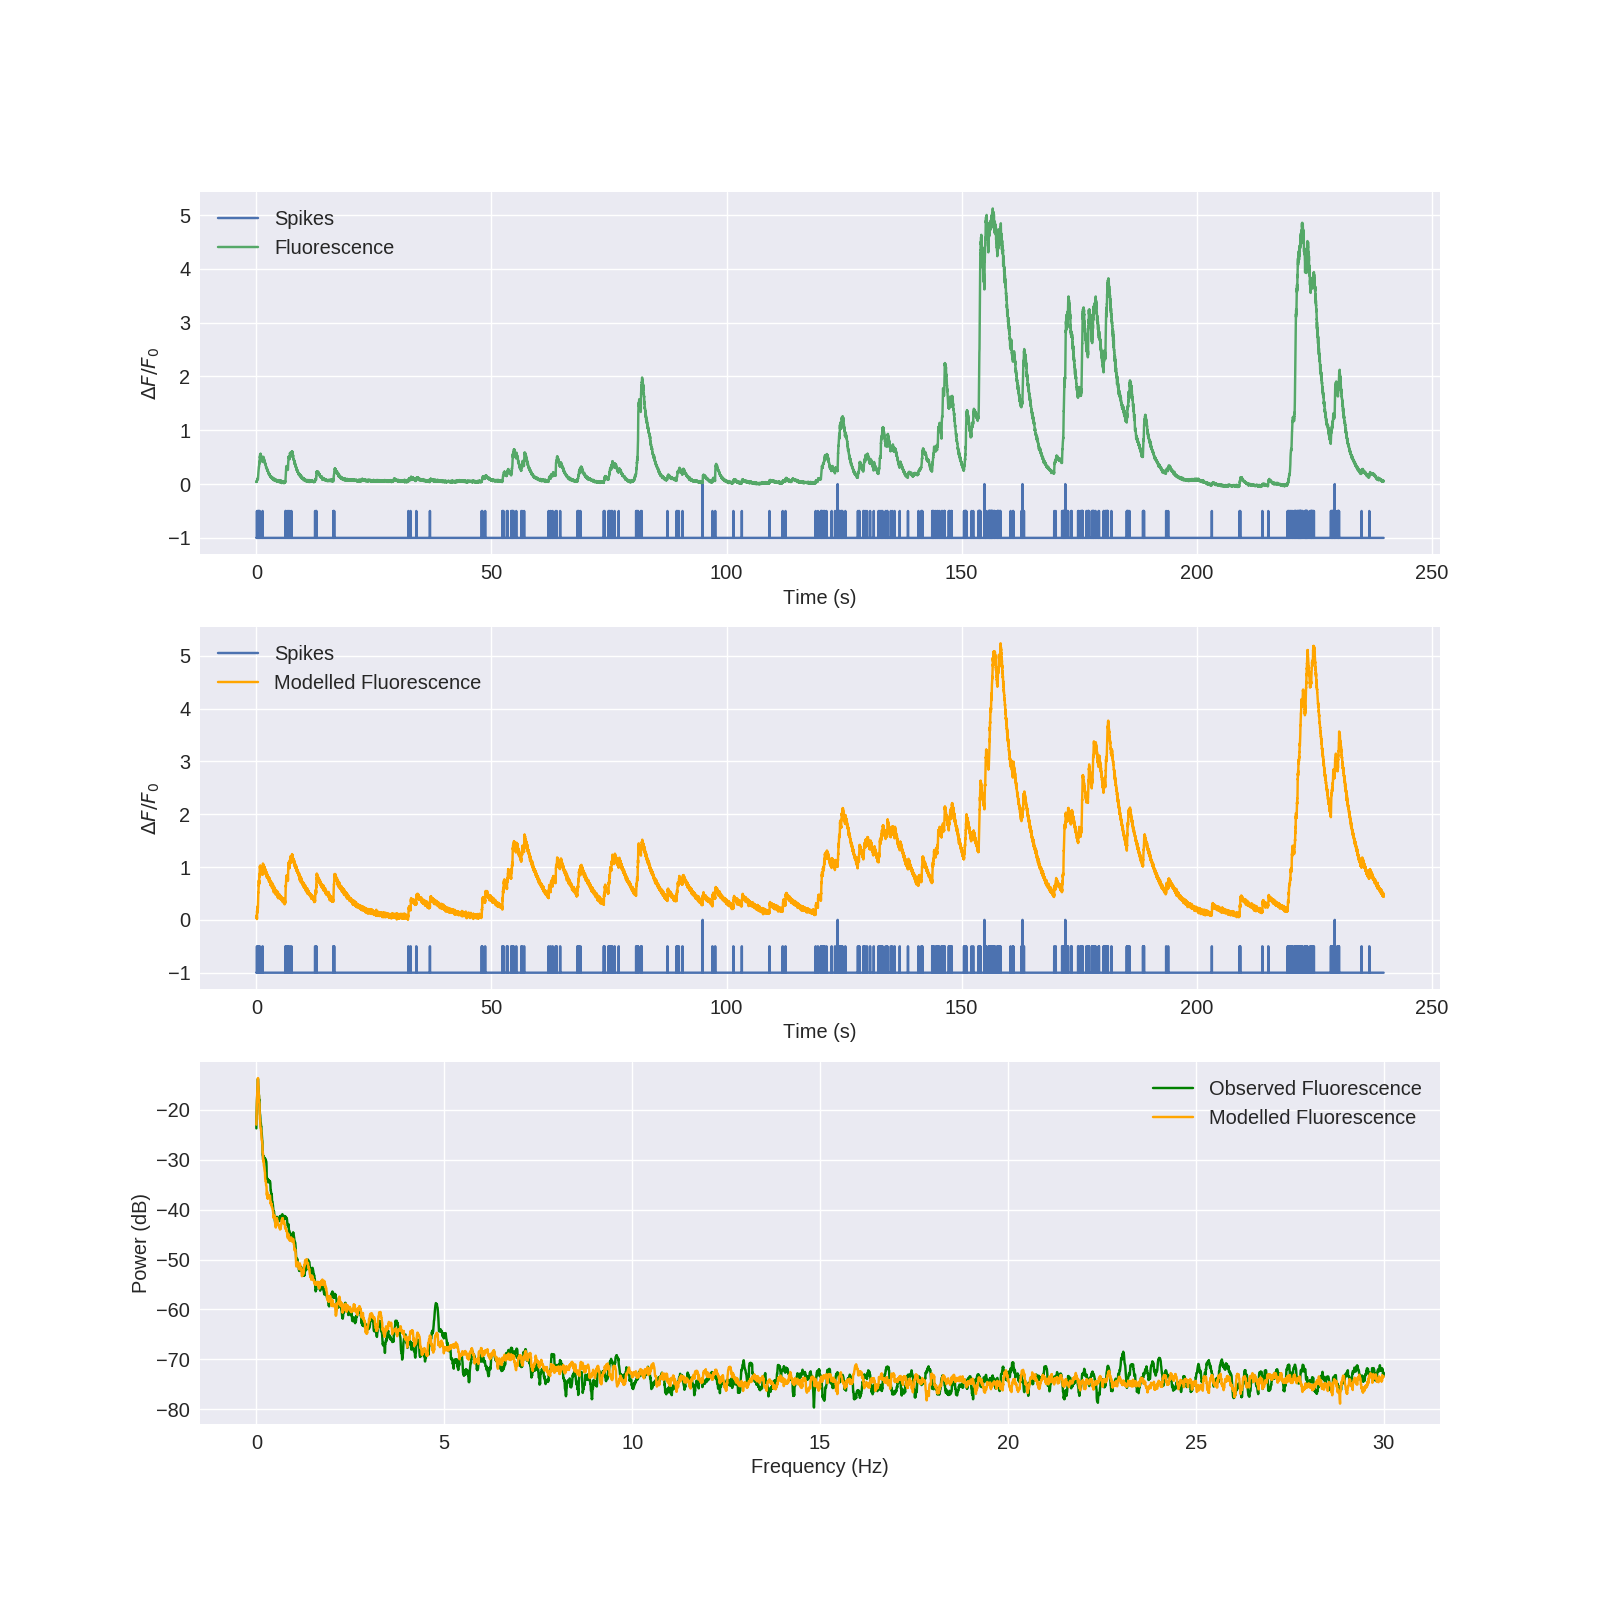 Spikes
Fluorescence
5
4
3
2
1
0
−1
ΔF/F0
0 50 100 150 200 250
Time (s)
Spikes
Modelled Fluorescence
5
4
3
2
1
0
−1
ΔF/F0
0 50 100 150 200 250
Time (s)
Observed Fluorescence
Modelled Fluorescence
−20
−30
−40
−50
−60
−70
−80
Power (dB)
0 5 10 15 20 25 30
Frequency (Hz)